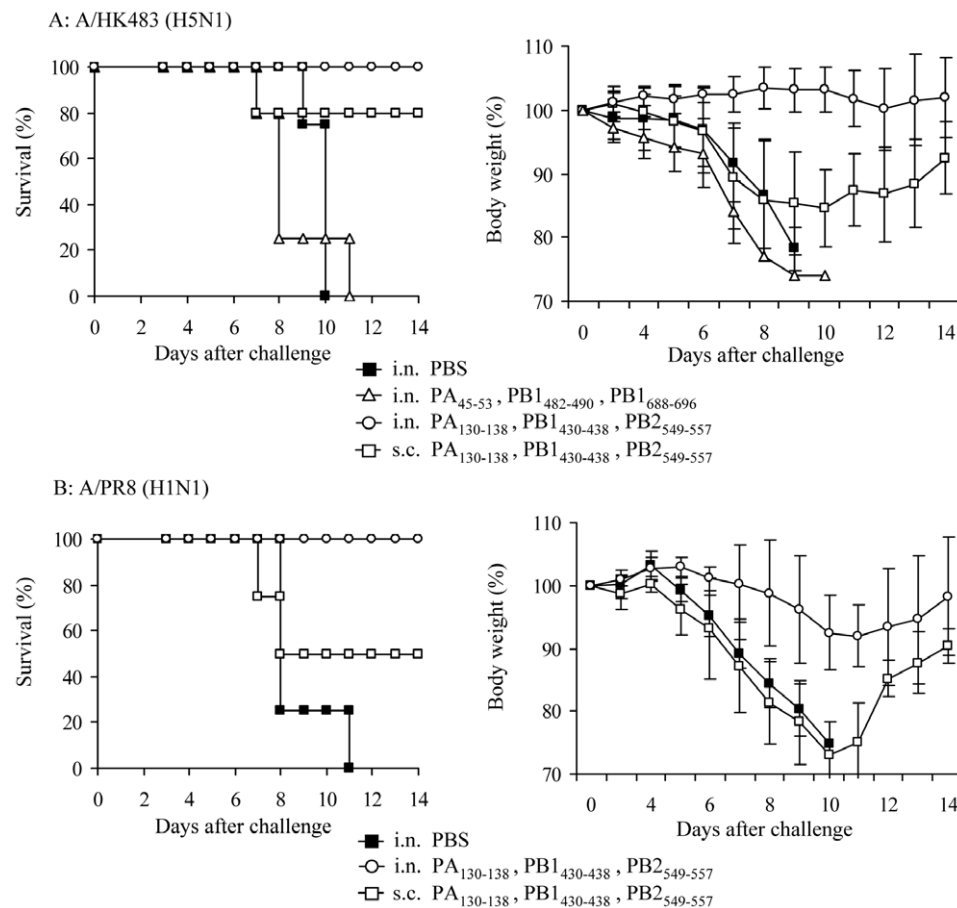 A: A/HK483 (H5N1)
Survival (%)
100
80
60
40
20
0
0 2 4 6 8 10 12 14
Days after challenge
Body weight (%)
110
100
90
80
70
0 4 6 8 10 12 14
Days after challenge
i.n. PBS
i.n. PA45-53 , PB1482-490 , PB1688-696
i.n. PA130-138 , PB1430-438 , PB2549-557
s.c. PA130-138 , PB1430-438 , PB2549-557
B: A/PR8 (H1N1)
Survival (%)
100
80
60
40
20
0
0 2 4 6 8 10 12 14
Days after challenge
Body weight (%)
110
100
90
80
70
0 4 6 8 10 12 14
Days after challenge
i.n. PBS
i.n. PA130-138 , PB1430-438 , PB2549-557
s.c. PA130-138 , PB1430-438 , PB2549-557